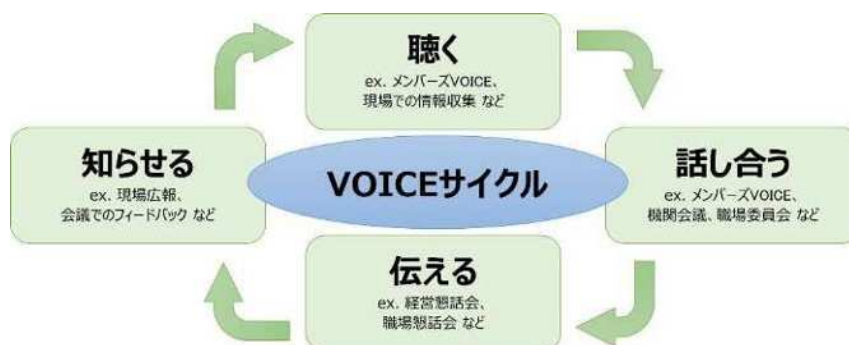 聴く
ex. メンバーズVOICE、
現場での情報収集 など
知らせる
ex. 現場広報、
会議でのフィードバック など
VOICEサイクル
話し合う
ex. メンバーズVOICE、
機関会議、職場委員会 など
伝える
ex. 経営懇話会、
職場懇話会 など